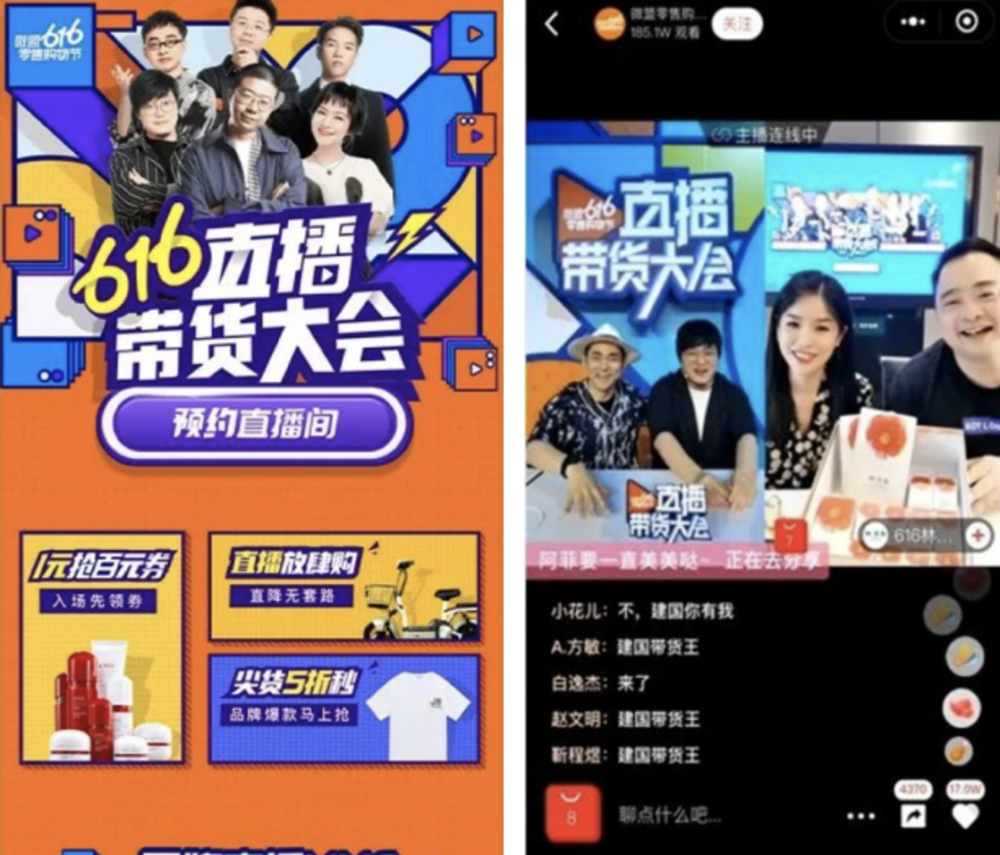 微盟616
零售购物节
616直播
带货大会
预约直播间
1元抢百元券
入场先领券
直播放肆购
直降无套路
尖货5折秒
品牌爆款马上抢
微盟零售购...
185.1W 观看
关注
主播连线中
微盟616
零售购物节
直播
带货大会
直播
带货大会
7
616林...
阿菲要一直美美哒~ 正在去分享
小花儿：不，建国你有我
A.方敏：建国带货王
白逸杰：来了
赵文明：建国带货王
靳程煜：建国带货王
8
聊点什么吧...
4370
17.0W